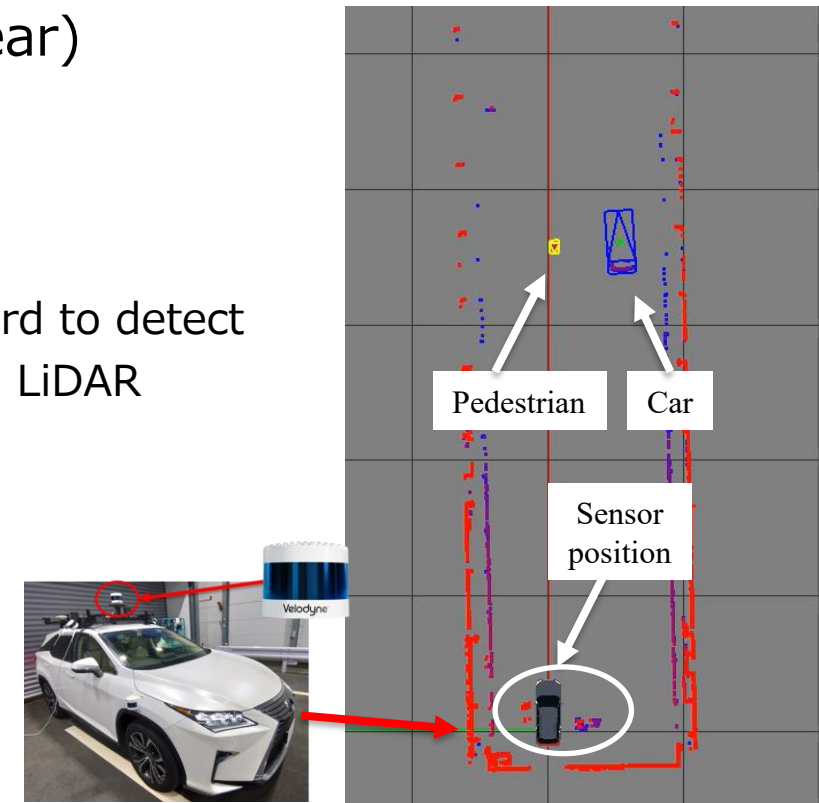 ear)
rd to detect
LiDAR
Pedestrian
Car
Sensor
position
Velodyne